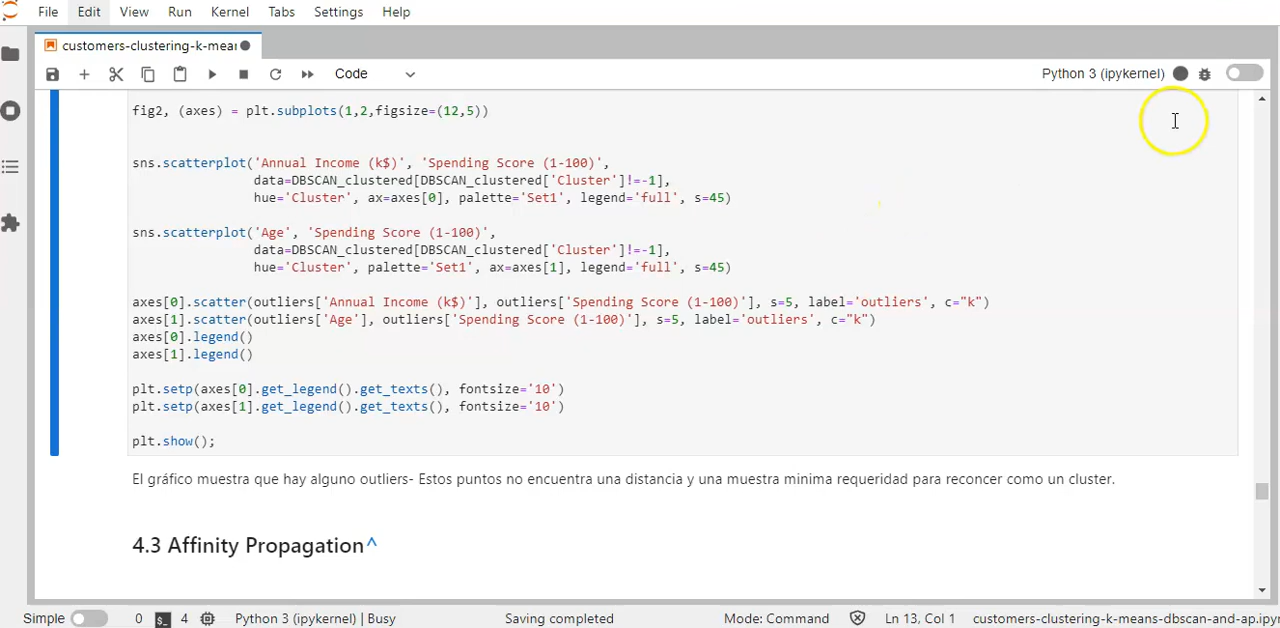 File Edit View Run Kernel Tabs Settings Help
customers-clustering-k-mear
Code
Python 3 (ipykernel)
fig2, (axes) = plt.subplots(1,2,figsize=(12,5))
sns.scatterplot('Annual Income (k$)', 'Spending Score (1-100)',
data=DBSCAN_clustered[DBSCAN_clustered['Cluster']!=-1],
hue='Cluster', ax=axes[0], palette='Set1', legend='full', s=45)
sns.scatterplot('Age', 'Spending Score (1-100)',
data=DBSCAN_clustered[DBSCAN_clustered['Cluster']!=-1],
hue='Cluster', palette='Set1', ax=axes[1], legend='full', s=45)
axes[0].scatter(outliers['Annual Income (k$)'], outliers['Spending Score (1-100)'], s=5, label='outliers', c="k")
axes[1].scatter(outliers['Age'], outliers['Spending Score (1-100)'], s=5, label='outliers', c="k")
axes[0].legend()
axes[1].legend()
plt.setp(axes[0].get_legend().get_texts(), fontsize='10')
plt.setp(axes[1].get_legend().get_texts(), fontsize='10')
plt.show();
El gráfico muestra que hay alguno outliers- Estos puntos no encuentra una distancia y una muestra minima requeridad para reconcer como un cluster.
4.3 Affinity Propagation^
Simple 0 $_ 4 Python 3 (ipykernel) | Busy Saving completed Mode: Command Ln 13, Col 1 customers-clustering-k-means-dbscan-and-ap.ipyn